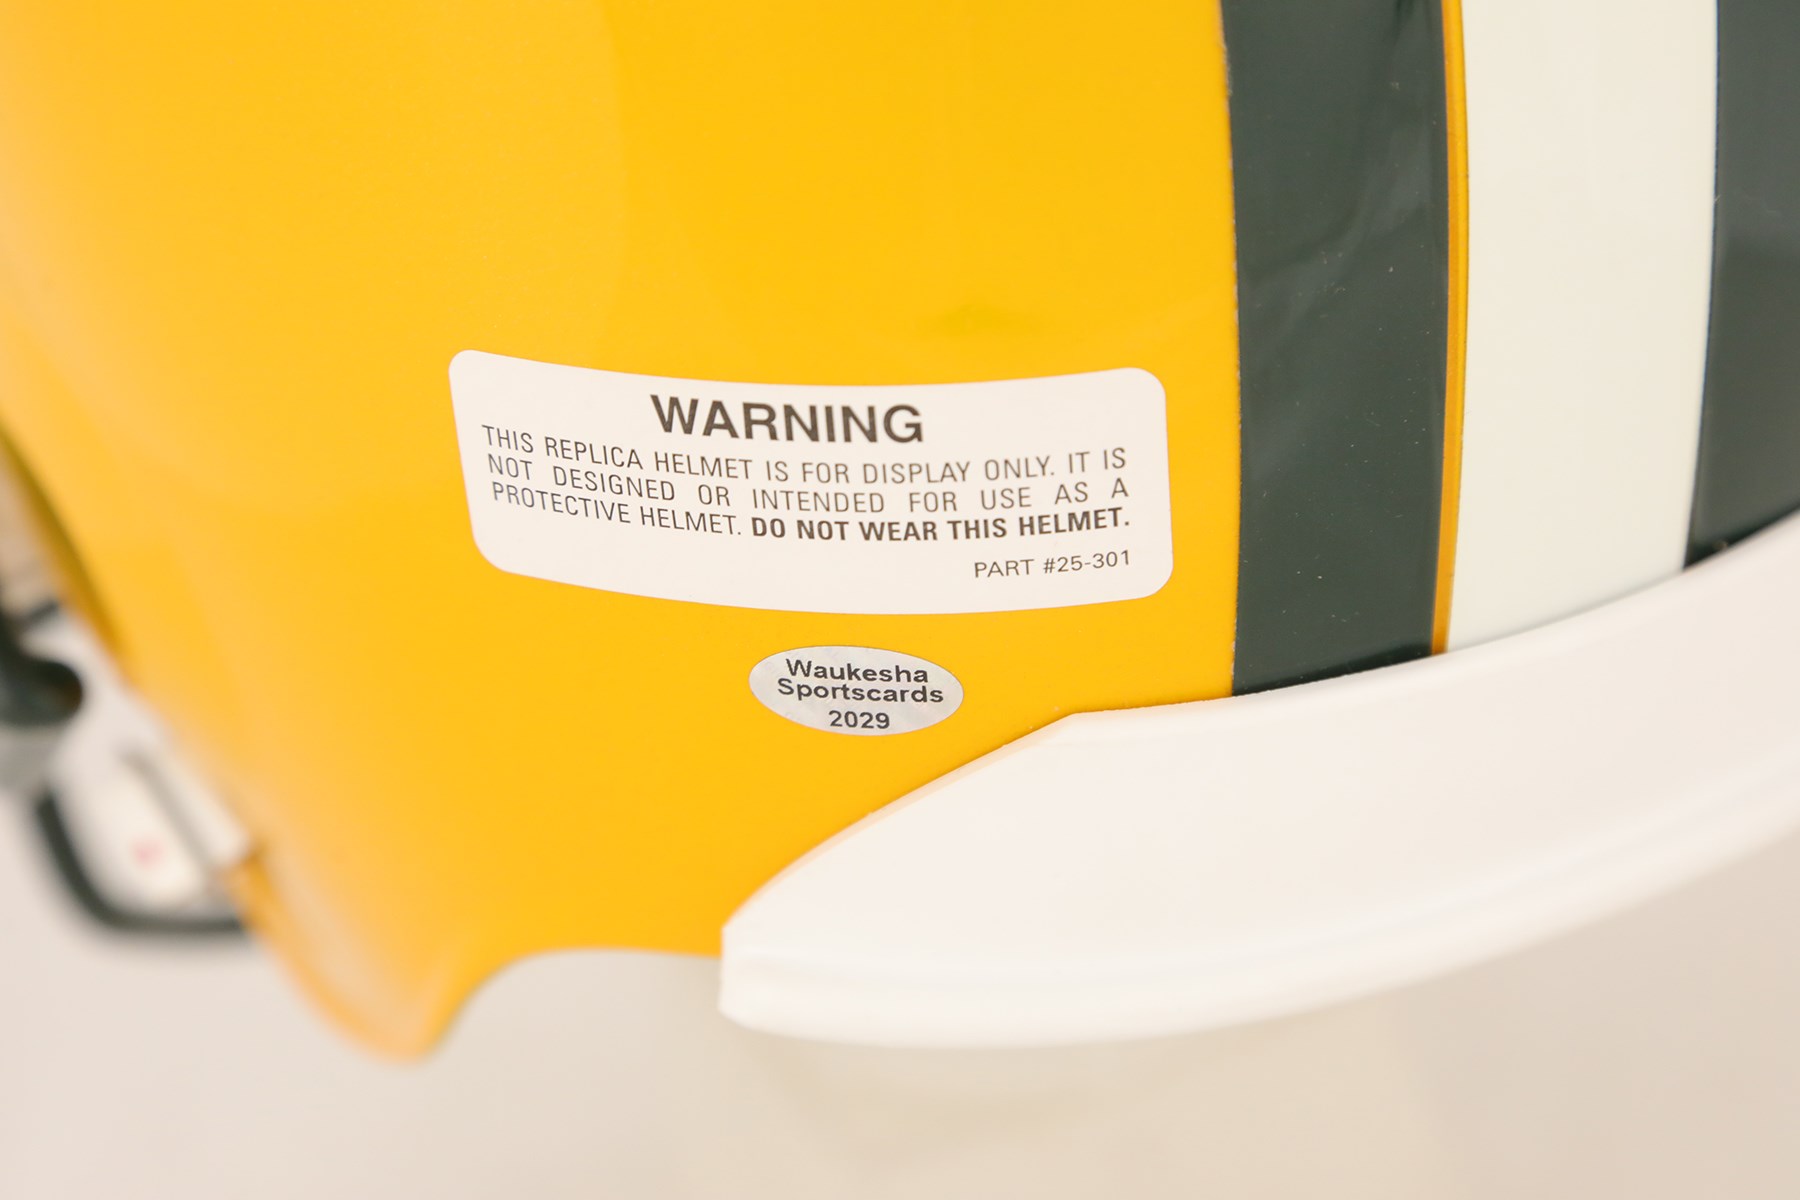 WARNING
THIS REPLICA HELMET IS FOR DISPLAY ONLY. IT IS
NOT DESIGNED OR INTENDED FOR USE AS A
PROTECTIVE HELMET. DO NOT WEAR THIS HELMET.
PART #25-301
Waukesha
Sportscards
2029